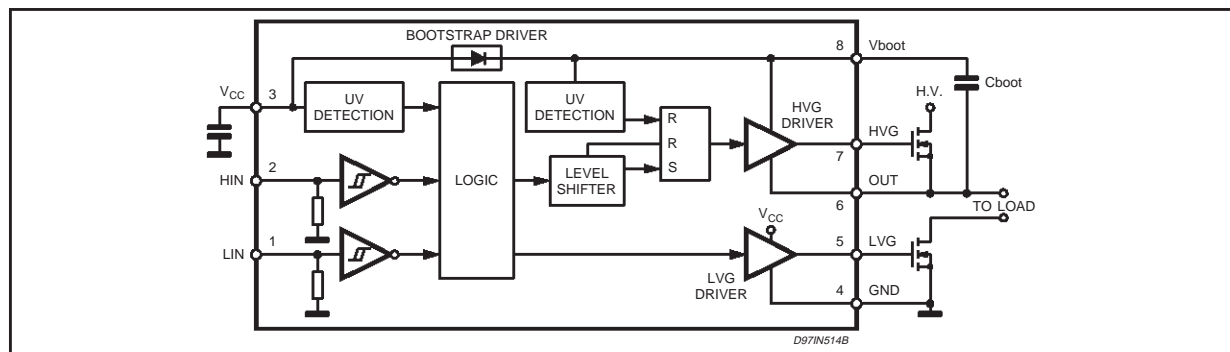 BOOTSTRAP DRIVER
8
Vboot
VCC
3
UV
DETECTION
UV
DETECTION
HVG
DRIVER
H.V.
Cboot
R
R
S
HVG
7
HIN
2
LOGIC
LEVEL
SHIFTER
OUT
6
TO LOAD
VCC
LIN
1
5
LVG
LVG
DRIVER
4
GND
D97IN514B